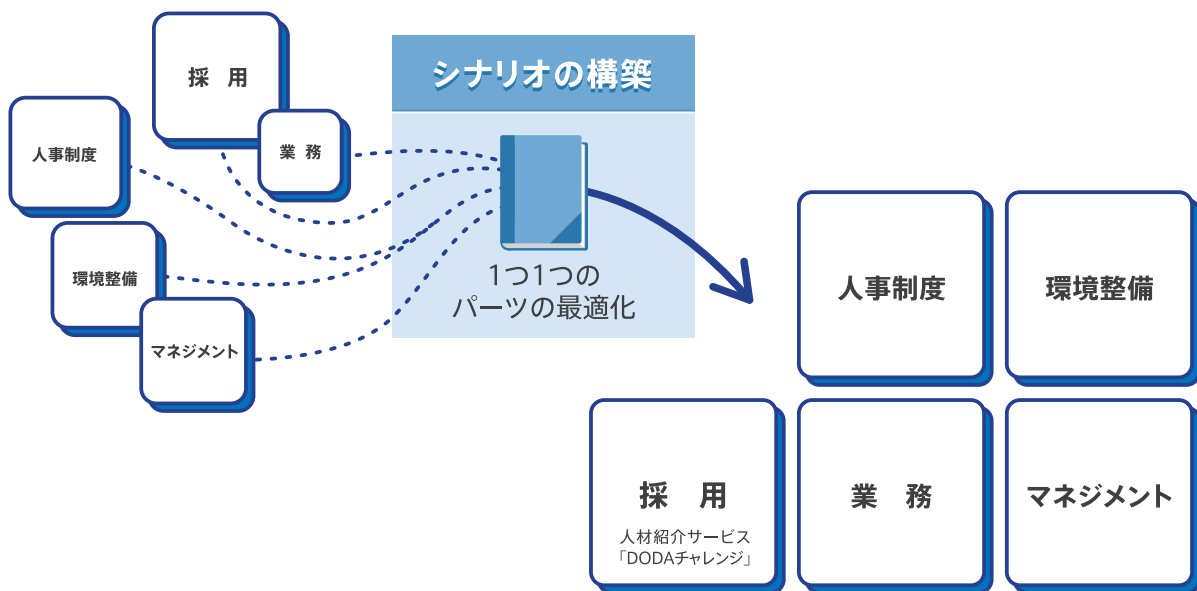 採　用
業 務
人事制度
環境整備
マネジメント
シナリオの構築
1つ1つの
パーツの最適化
人事制度
環境整備
採　用
人材紹介サービス
「DODAチャレンジ」
業　務
マネジメント